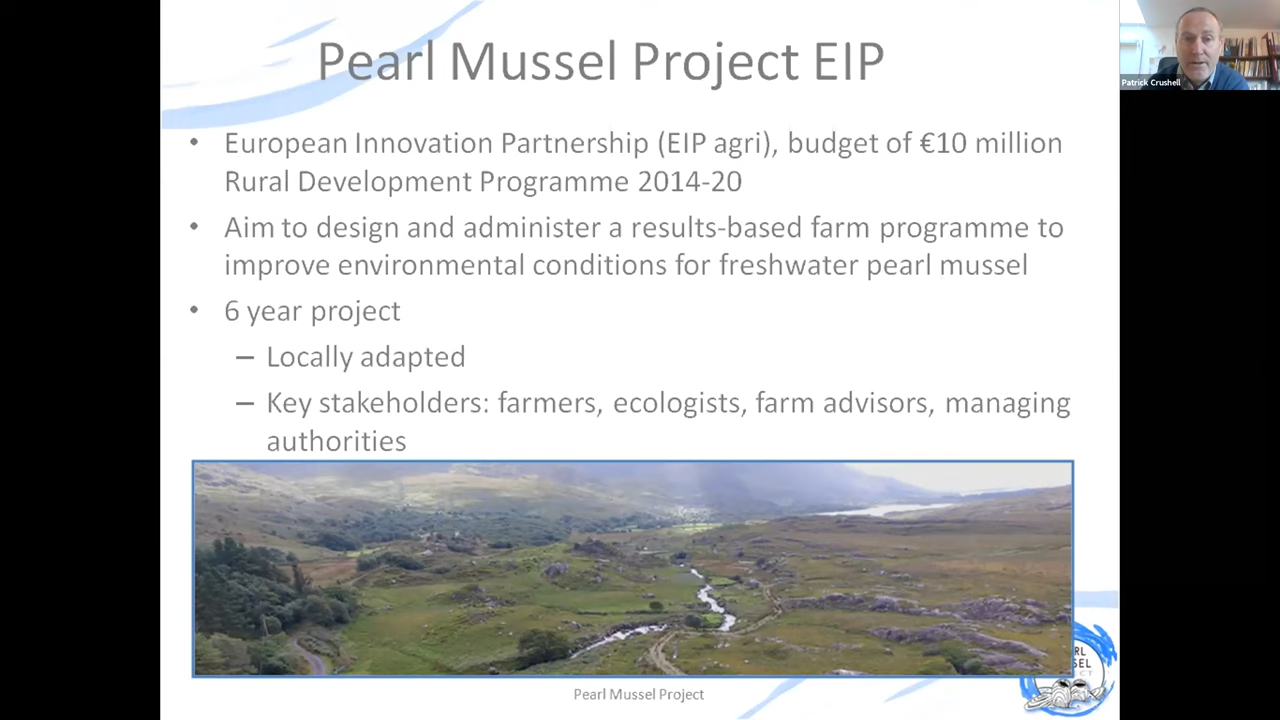 Pearl Mussel Project EIP
Patrick Crushell
• European Innovation Partnership (EIP agri), budget of €10 million
Rural Development Programme 2014-20
• Aim to design and administer a results-based farm programme to
improve environmental conditions for freshwater pearl mussel
• 6 year project
– Locally adapted
– Key stakeholders: farmers, ecologists, farm advisors, managing
authorities
Pearl Mussel Project